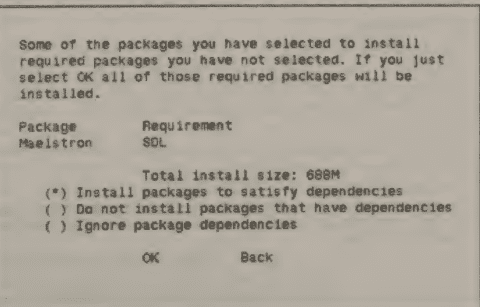 Some of the packages you have selected to install
required packages you have not selected. If you just
select OK all of those required packages will be
installed.
Package Requirement
Maelstron SDL
Total install size: 688M
(*) Install packages to satisfy dependencies
( ) Do not install packages that have dependencies
( ) Ignore package dependencies
OK Back